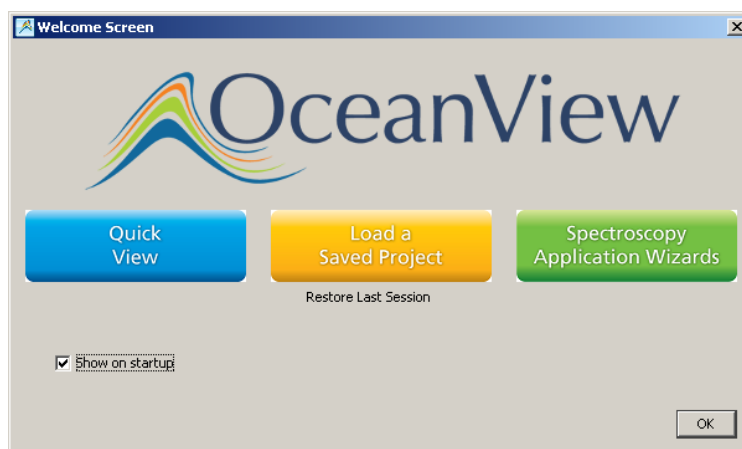 Welcome Screen
OceanView
Quick
View
Load a
Saved Project
Spectroscopy
Application Wizards
Restore Last Session
Show on startup
OK